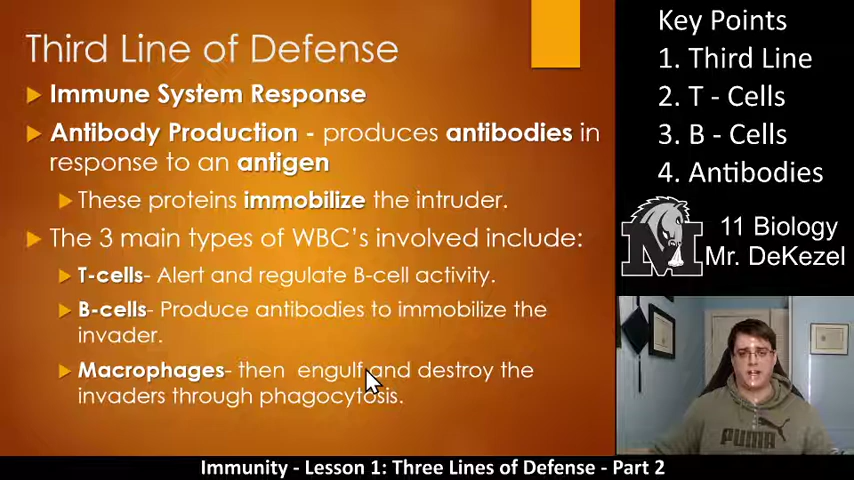 Third Line of Defense
Immune System Response
Antibody Production - produces antibodies in
response to an antigen
These proteins immobilize the intruder.
The 3 main types of WBC's involved include:
T-cells- Alert and regulate B-cell activity.
B-cells- Produce antibodies to immobilize the
invader.
Macrophages- then engulf and destroy the
invaders through phagocytosis.
Key Points
1. Third Line
2. T - Cells
3. B - Cells
4. Antibodies
M
11 Biology
Mr. DeKezel
PUMA
Immunity - Lesson 1: Three Lines of Defense - Part 2